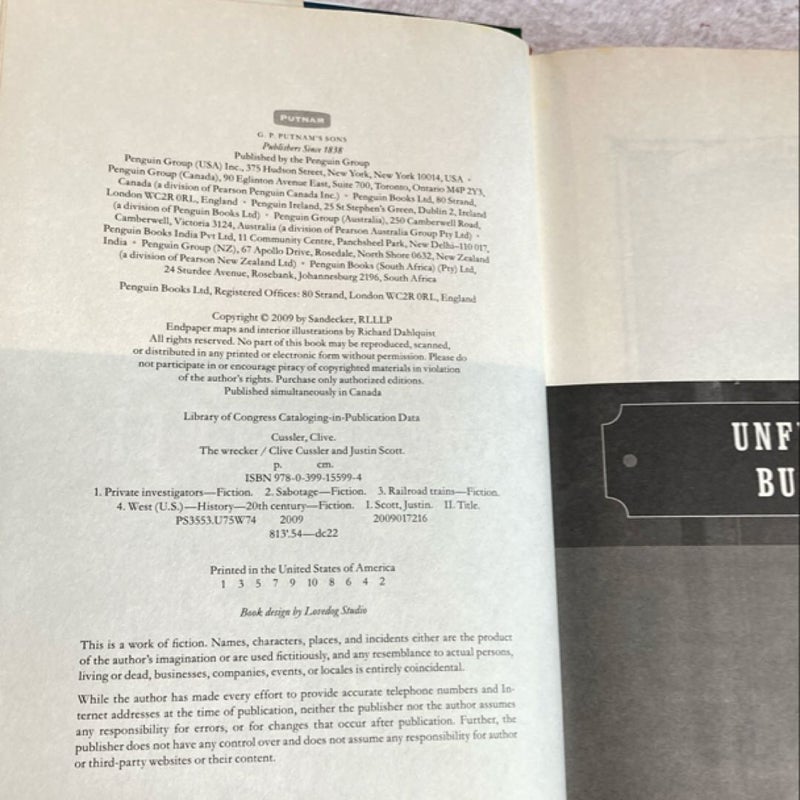 PUTNAM
G. P. PUTNAM'S SONS
Publishers Since 1838
Published by the Penguin Group
Penguin Group (USA) Inc., 375 Hudson Street, New York, New York 10014, USA •
Penguin Group (Canada), 90 Eglinton Avenue East, Suite 700, Toronto, Ontario M4P 2Y3,
Canada (a division of Pearson Penguin Canada Inc.) • Penguin Books Ltd, 80 Strand,
London WC2R 0RL, England • Penguin Ireland, 25 St Stephen's Green, Dublin 2, Ireland
(a division of Penguin Books Ltd) • Penguin Group (Australia), 250 Camberwell Road,
Camberwell, Victoria 3124, Australia (a division of Pearson Australia Group Pty Ltd) •
Penguin Books India Pvt Ltd, 11 Community Centre, Panchsheel Park, New Delhi–110 017,
India • Penguin Group (NZ), 67 Apollo Drive, Rosedale, North Shore 0632, New Zealand
(a division of Pearson New Zealand Ltd) • Penguin Books (South Africa) (Pty) Ltd,
24 Sturdee Avenue, Rosebank, Johannesburg 2196, South Africa
Penguin Books Ltd, Registered Offices: 80 Strand, London WC2R 0RL, England
Copyright © 2009 by Sandecker, RLLLP
Endpaper maps and interior illustrations by Richard Dahlquist
All rights reserved. No part of this book may be reproduced, scanned,
or distributed in any printed or electronic form without permission. Please do
not participate in or encourage piracy of copyrighted materials in violation
of the author's rights. Purchase only authorized editions.
Published simultaneously in Canada
Library of Congress Cataloging-in-Publication Data
Cussler, Clive.
The wrecker / Clive Cussler and Justin Scott.
p. cm.
ISBN 978-0-399-15599-4
1. Private investigators—Fiction. 2. Sabotage—Fiction. 3. Railroad trains—Fiction.
4. West (U.S.)—History—20th century—Fiction. I. Scott, Justin. II. Title.
PS3553.U75W74 2009 2009017216
813'.54—dc22
Printed in the United States of America
1 3 5 7 9 10 8 6 4 2
Book design by Lovedog Studio
This is a work of fiction. Names, characters, places, and incidents either are the product
of the author's imagination or are used fictitiously, and any resemblance to actual persons,
living or dead, businesses, companies, events, or locales is entirely coincidental.
While the author has made every effort to provide accurate telephone numbers and In-
ternet addresses at the time of publication, neither the publisher nor the author assumes
any responsibility for errors, or for changes that occur after publication. Further, the
publisher does not have any control over and does not assume any responsibility for author
or third-party websites or their content.
UNF
BU